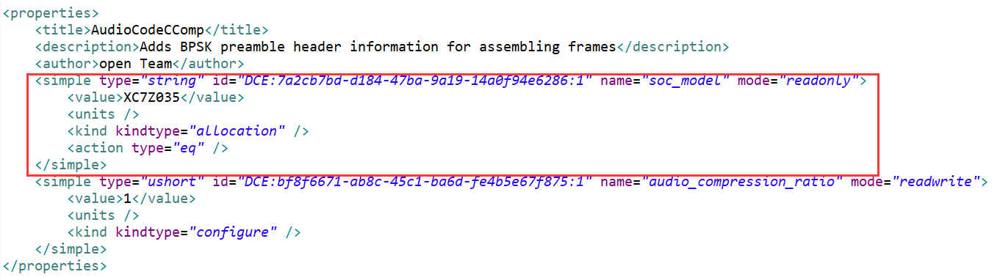 <properties>
<title>AudioCodeCComp</title>
<description>Adds BPSK preamble header information for assembling frames</description>
<author>open Team</author>
<simple type="string" id="DCE:7a2cb7bd-d184-47ba-9a19-14a0f94e6286:1" name="soc_model" mode="readonly">
<value>XC7Z035</value>
<units />
<kind kindtype="allocation" />
<action type="eq" />
</simple>
<simple type="ushort" id="DCE:bf8f6671-ab8c-45c1-ba6d-fe4b5e67f875:1" name="audio_compression_ratio" mode="readwrite">
<value>1</value>
<units />
<kind kindtype="configure" />
</simple>
</properties>